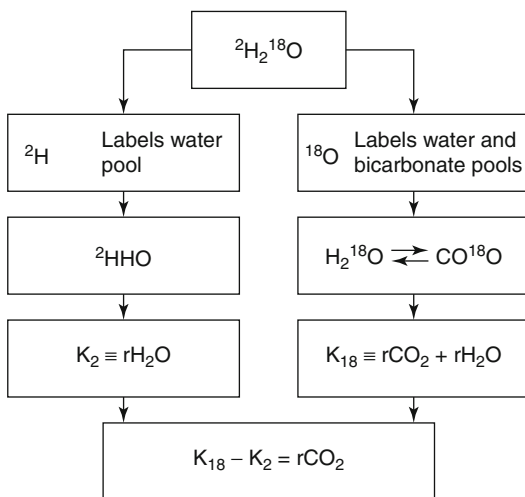 ²H₂¹⁸O
²H Labels water
pool
¹⁸O Labels water and
bicarbonate pools
²HHO
H₂¹⁸O ⇌ CO¹⁸O
K₂ ≡ rH₂O
K₁₈ ≡ rCO₂ + rH₂O
K₁₈ – K₂ = rCO₂